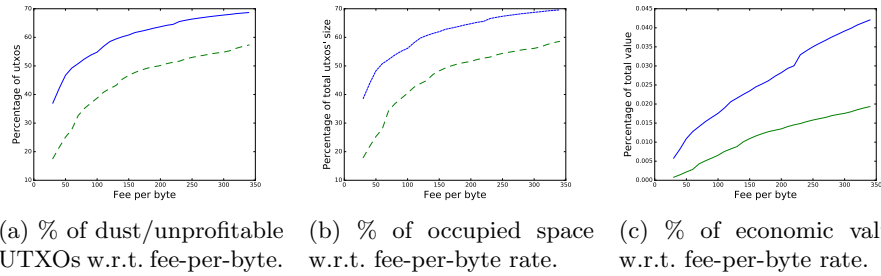 70
60
50
40
30
20
10
0 50 100 150 200 250 300 350
Percentage of utxos
Fee per byte
70
60
50
40
30
20
10
0 50 100 150 200 250 300 350
Percentage of total utxos' size
Fee per byte
0.045
0.040
0.035
0.030
0.025
0.020
0.015
0.010
0.005
0.000
0 50 100 150 200 250 300 350
Percentage of total value
Fee per byte
(a) % of dust/unprofitable
UTXOs w.r.t. fee-per-byte.
(b) % of occupied space
w.r.t. fee-per-byte rate.
(c) % of economic val
w.r.t. fee-per-byte rate.